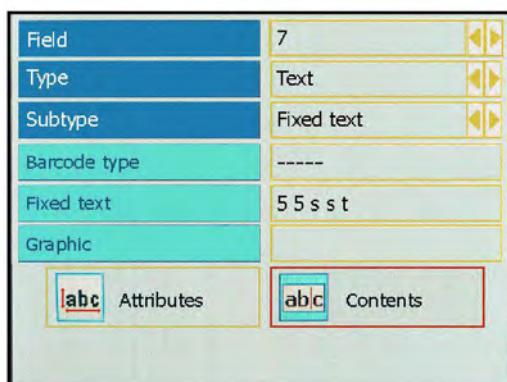 Field 7
Type Text
Subtype Fixed text
Barcode type -----
Fixed text 5 5 s s t
Graphic
abc Attributes
abc Contents